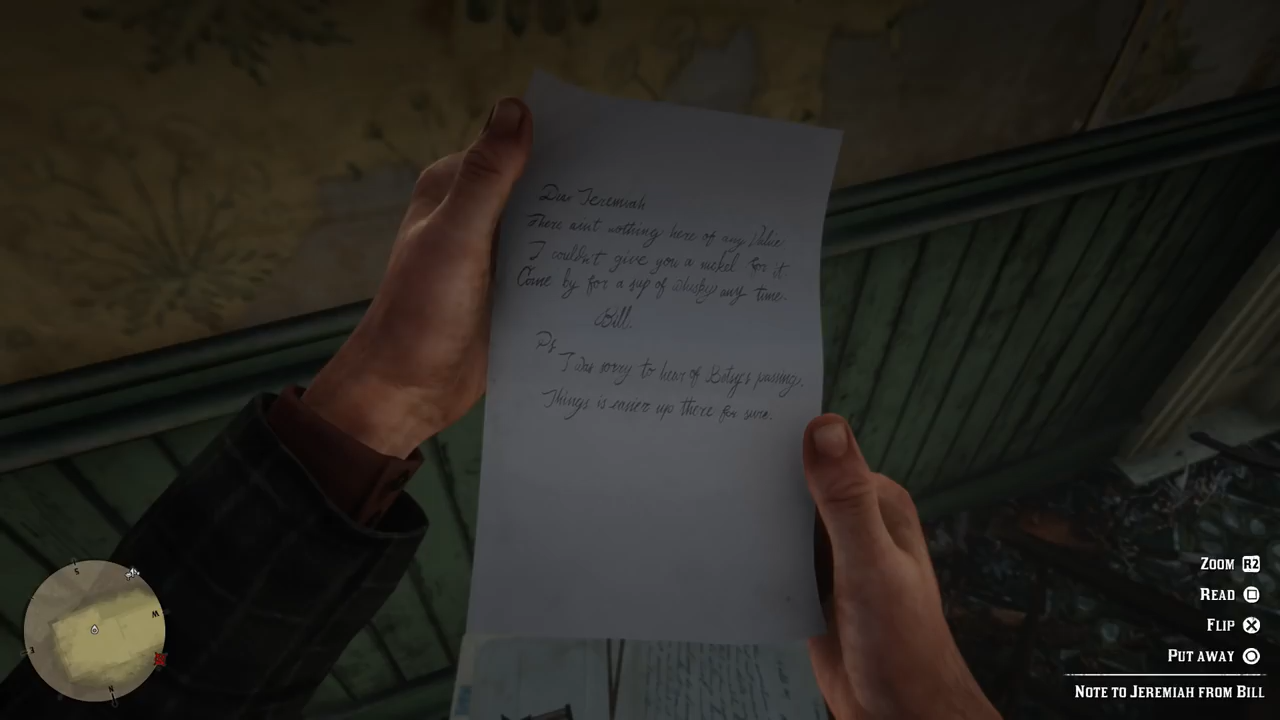 Dear Jeremiah
There aint nothing here of any Value
I couldn't give you a nickel for it
Come by for a sup of Whisky any time.
Bill.
Ps
I was sorry to hear of Betsys passing.
Things is easier up there for sure.
ZOOM R2
READ
FLIP
PUT AWAY
NOTE TO JEREMIAH FROM BILL
S
W
E
N